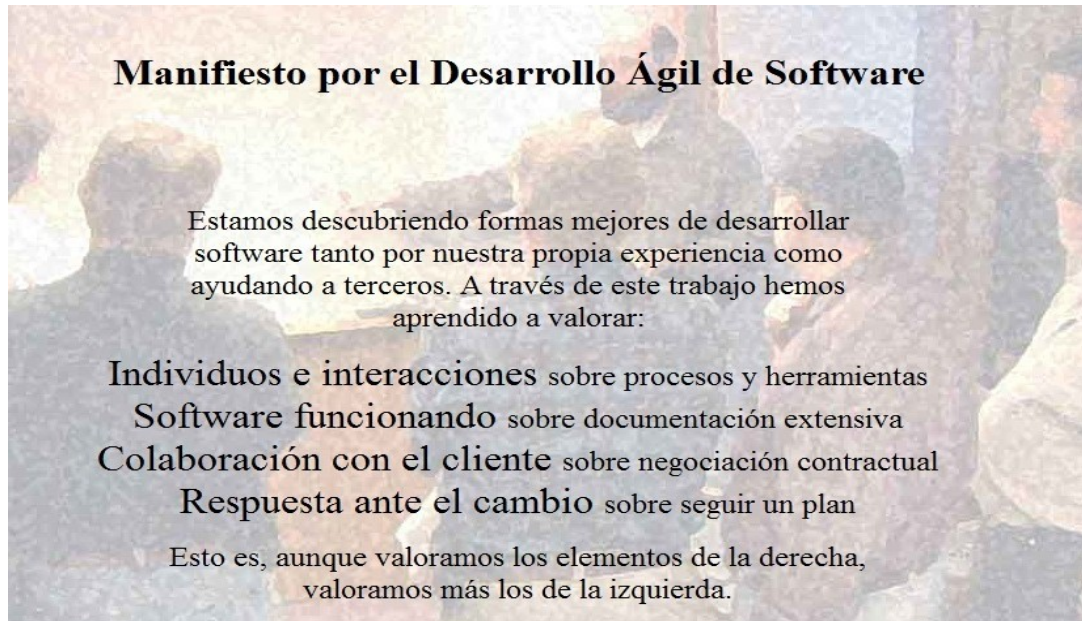 Manifiesto por el Desarrollo Ágil de Software
Estamos descubriendo formas mejores de desarrollar
software tanto por nuestra propia experiencia como
ayudando a terceros. A través de este trabajo hemos
aprendido a valorar:
Individuos e interacciones sobre procesos y herramientas
Software funcionando sobre documentación extensiva
Colaboración con el cliente sobre negociación contractual
Respuesta ante el cambio sobre seguir un plan
Esto es, aunque valoramos los elementos de la derecha,
valoramos más los de la izquierda.